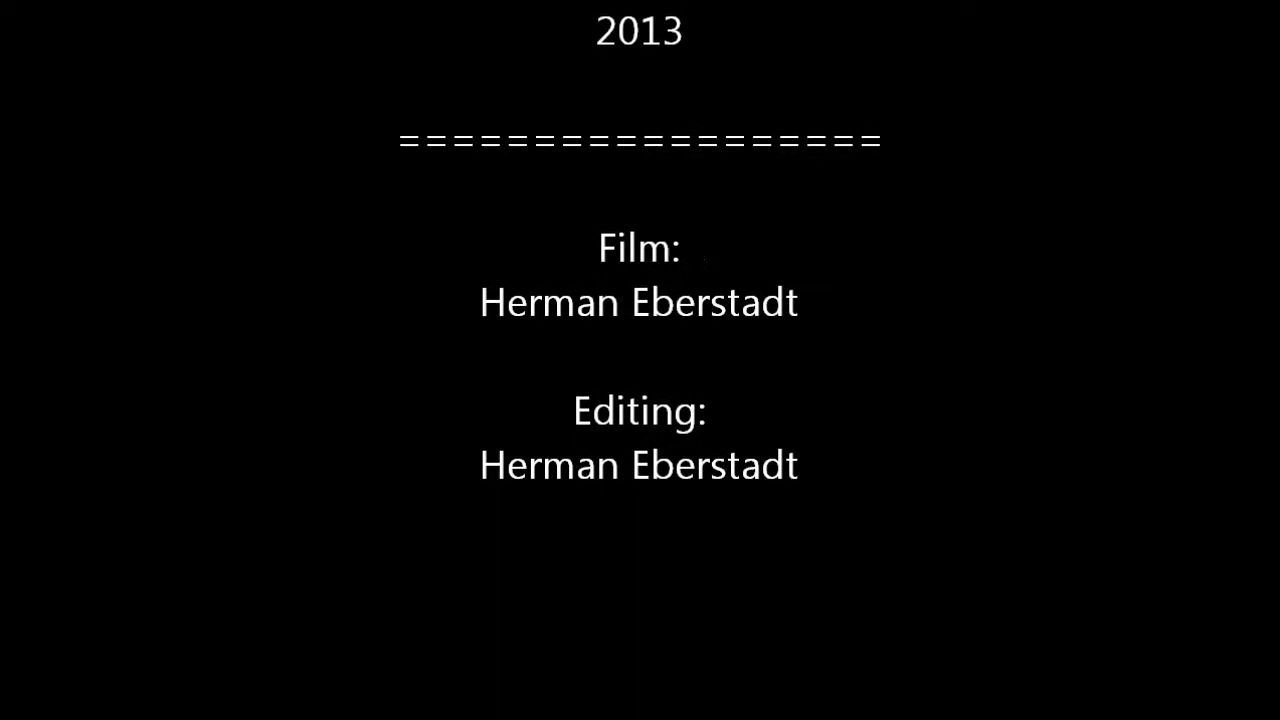 2013
==================
Film:
Herman Eberstadt
Editing:
Herman Eberstadt